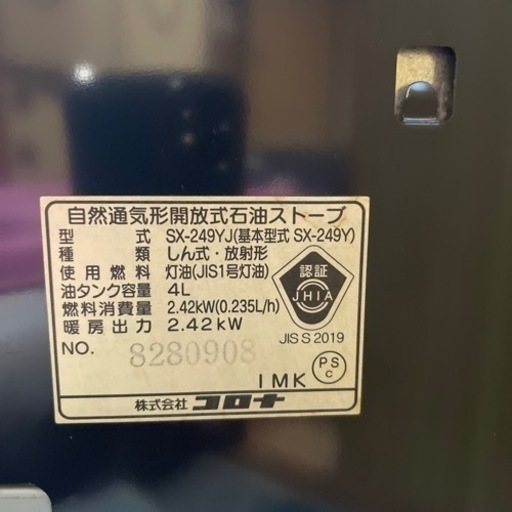 自然通気形開放式石油ストーブ
型 式 SX-249YJ(基本型式 SX-249Y)
種 類 しん式・放射形
使用燃料 灯油(JIS1号灯油)
油タンク容量 4L
燃料消費量 2.42kW(0.235L/h)
暖房出力 2.42kW
認証
JHIA
JIS S 2019
NO. 8280908
PS
C
1MK
株式会社 コロナ